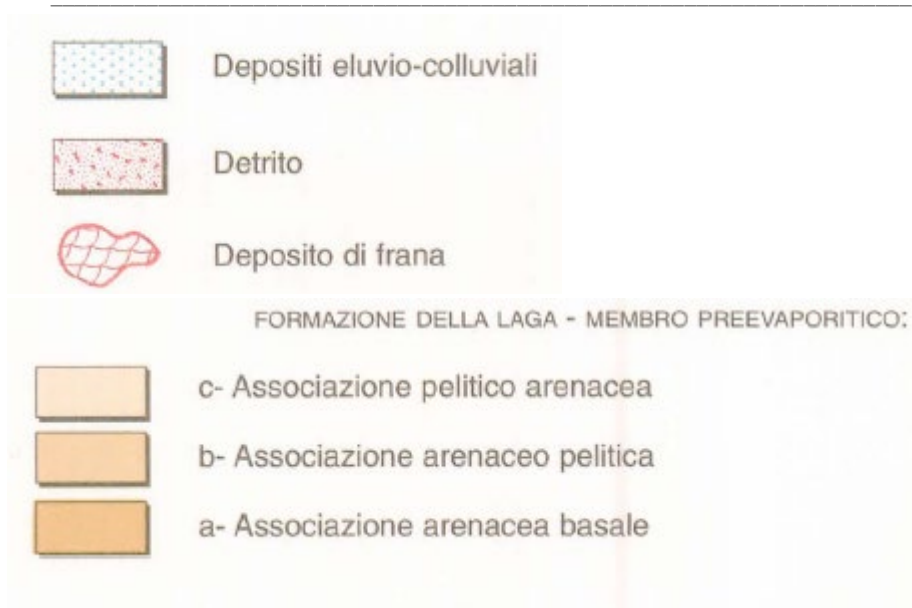 Depositi eluvio-colluviali
Detrito
Deposito di frana
FORMAZIONE DELLA LAGA - MEMBRO PREEVAPORITICO:
c- Associazione pelitico arenacea
b- Associazione arenaceo pelitica
a- Associazione arenacea basale